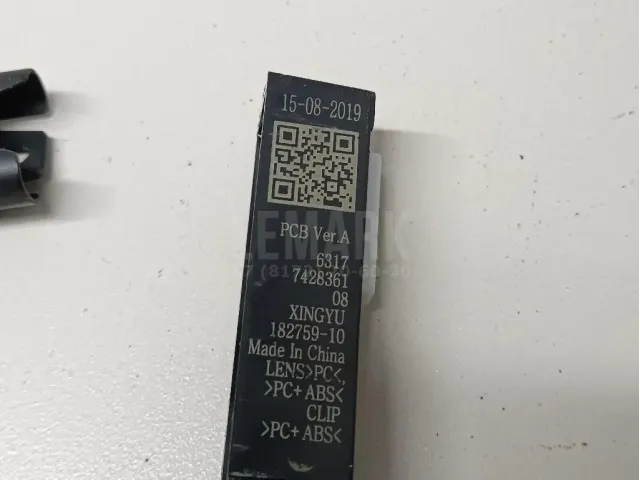 15-08-2019
PCB Ver.A
6317
7428361
08
XINGYU
182759-10
Made In China
LENS>PC<,
>PC+ABS<
CLIP
>PC+ABS<